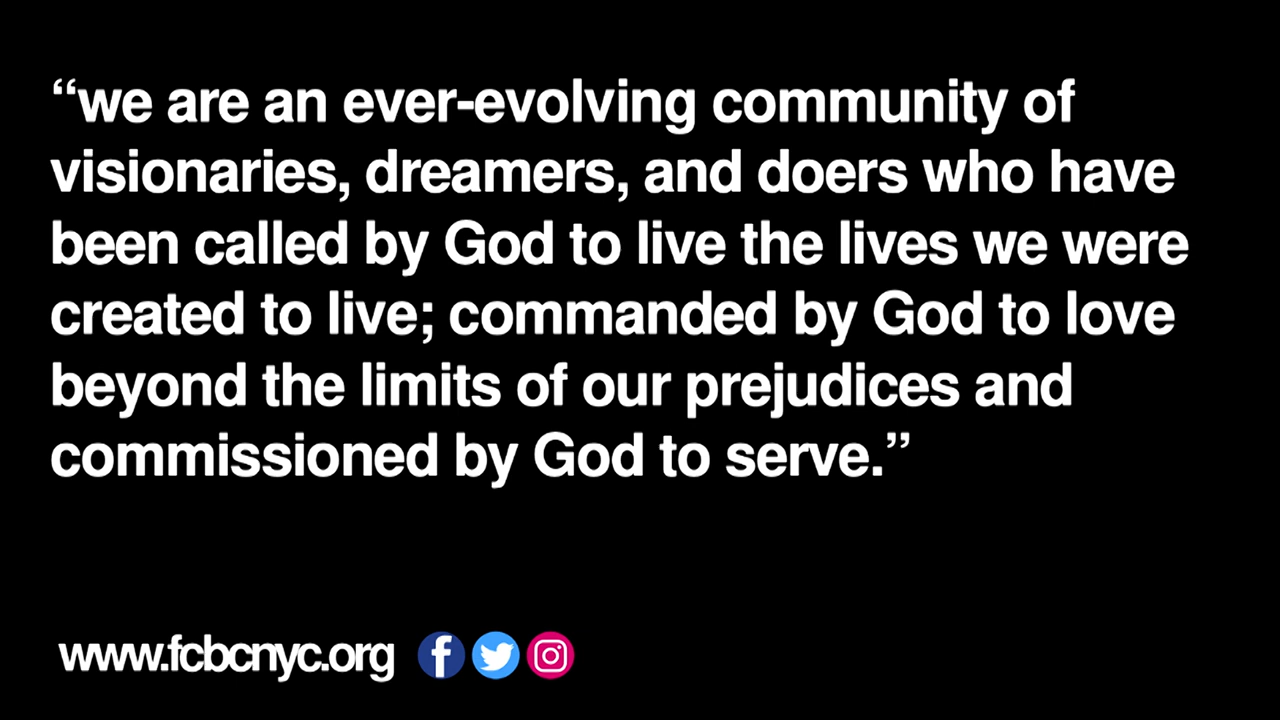 “we are an ever-evolving community of
visionaries, dreamers, and doers who have
been called by God to live the lives we were
created to live; commanded by God to love
beyond the limits of our prejudices and
commissioned by God to serve.”
www.fcbcnyc.org